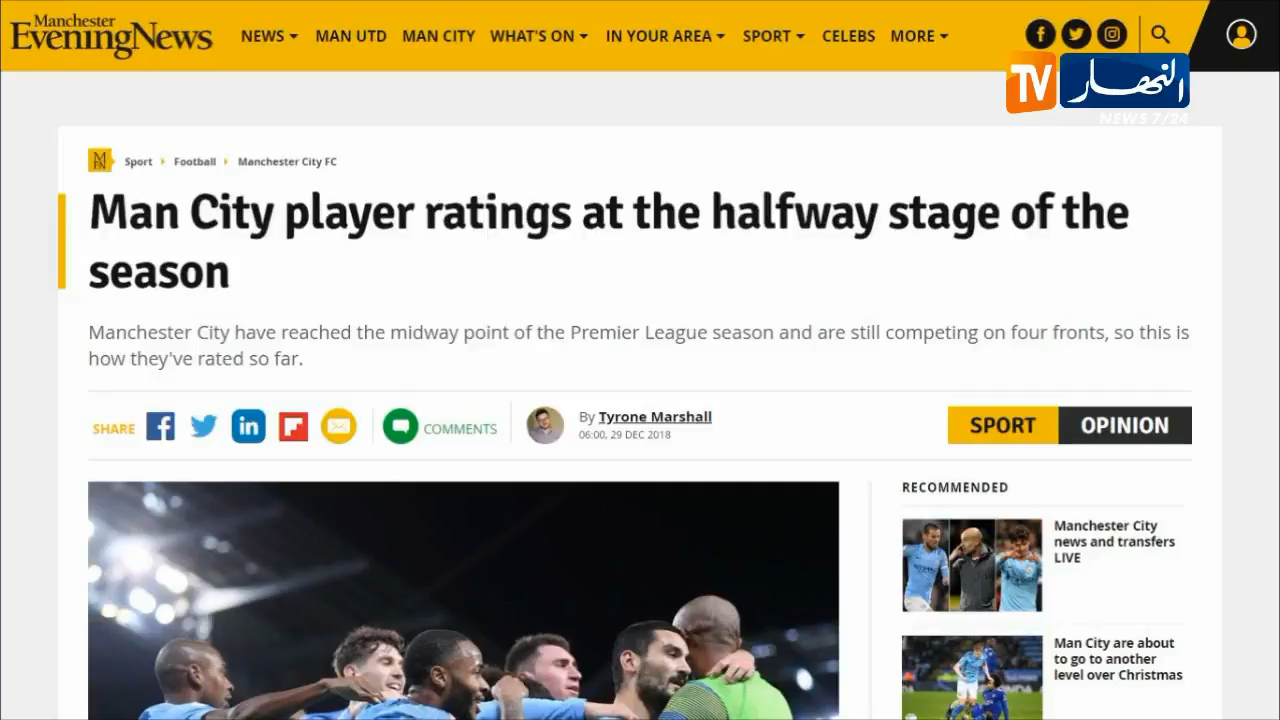 Manchester
Evening News
NEWS MAN UTD MAN CITY WHAT'S ON IN YOUR AREA SPORT CELEBS MORE
TV النهار
NEWS 7/24
MEN Sport Football Manchester City FC
Man City player ratings at the halfway stage of the
season
Manchester City have reached the midway point of the Premier League season and are still competing on four fronts, so this is
how they've rated so far.
SHARE COMMENTS
By Tyrone Marshall
06:00, 29 DEC 2018
SPORT OPINION
RECOMMENDED
Manchester City
news and transfers
LIVE
Man City are about
to go to another
level over Christmas